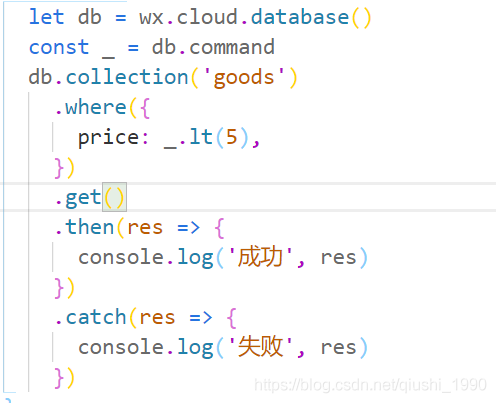 let db = wx.cloud.database()
const _ = db.command
db.collection('goods')
.where({
price: _.lt(5),
})
.get()
.then(res => {
console.log('成功', res)
})
.catch(res => {
console.log('失败', res)
})
https://blog.csdn.net/qiushi_1990
}